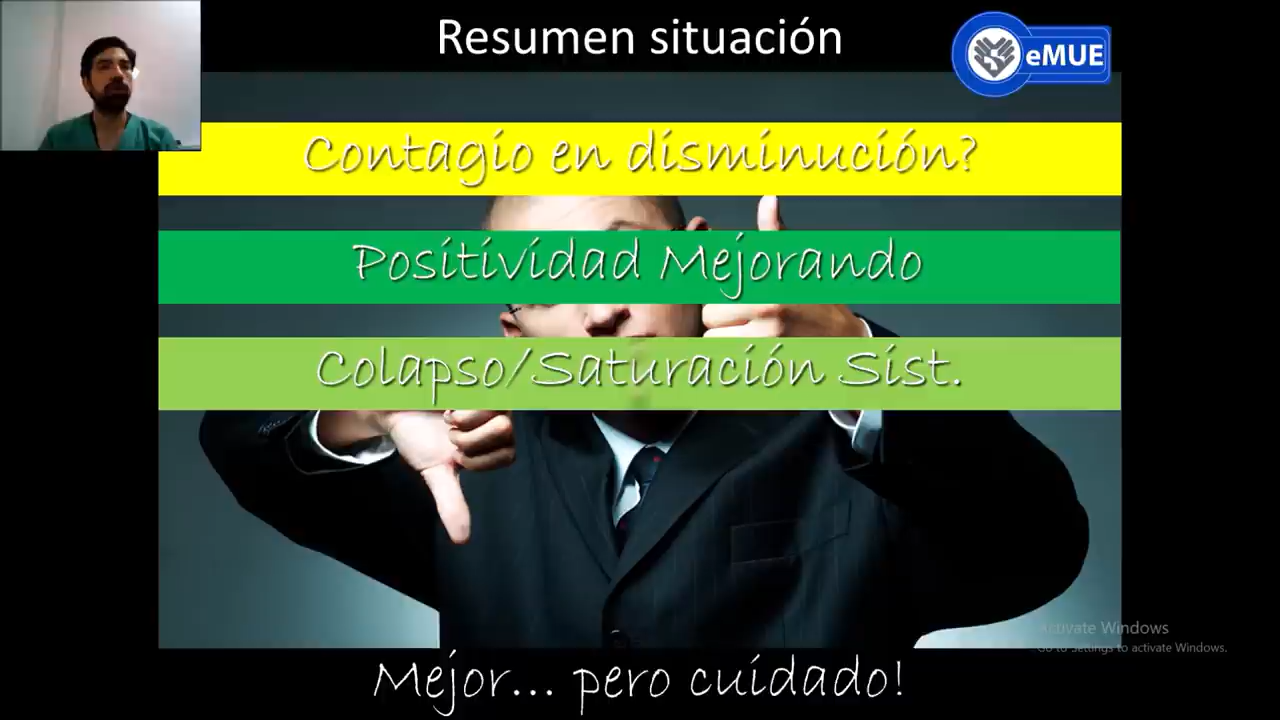 Resumen situación
eMUE
Contagio en disminución?
Positividad Mejorando
Colapso/Saturación Sist.
Activate Windows
Go to Settings to activate Windows.
Mejor... pero cuidado!